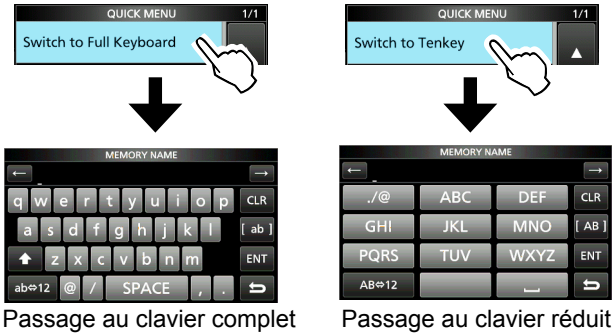 QUICK MENU 1/1
Switch to Full Keyboard
MEMORY NAME
← →
q w e r t y u i o p CLR
a s d f g h j k l [ ab ]
z x c v b n m ENT
ab⇔12 @ / SPACE , .
Passage au clavier complet
QUICK MENU 1/1
Switch to Tenkey
▲
MEMORY NAME
← →
./@ ABC DEF CLR
GHI JKL MNO [ AB ]
PQRS TUV WXYZ ENT
AB⇔12
Passage au clavier réduit